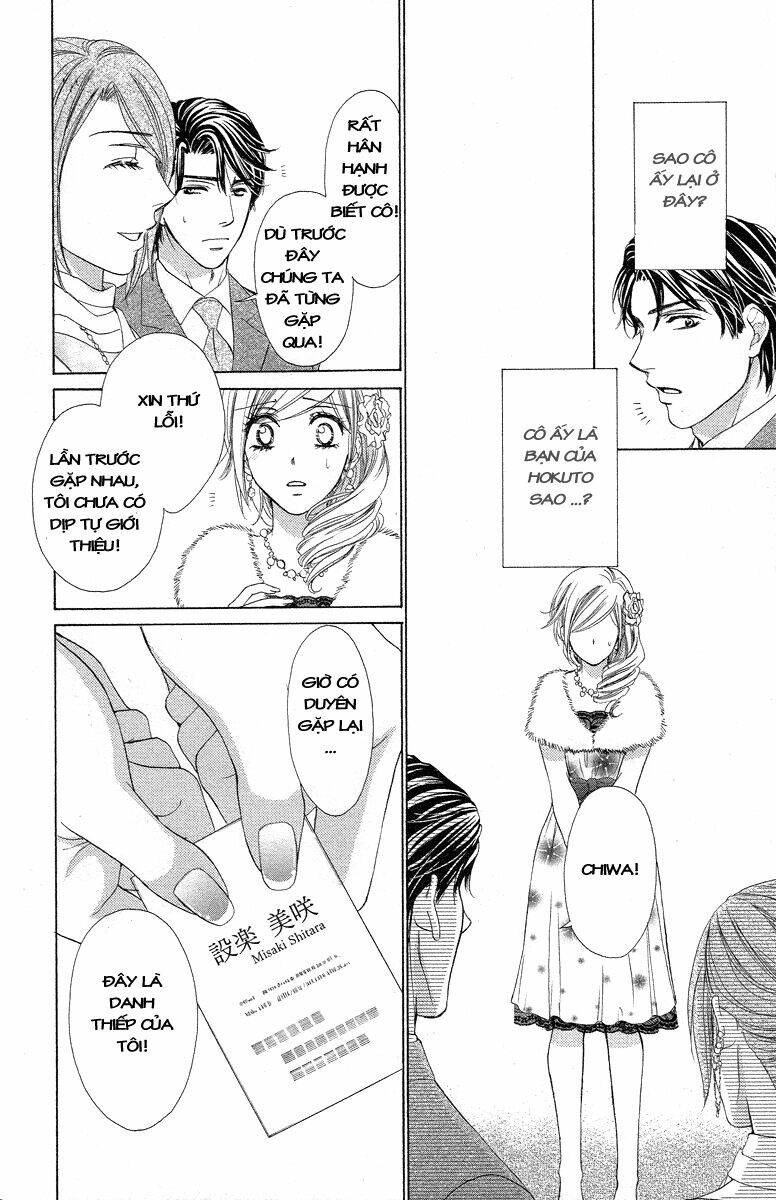 SAO CÔ
ẤY LẠI Ở
ĐÂY?
CÔ ẤY LÀ
BẠN CỦA
HOKUTO
SAO ...?
CHIWA!
RẤT
HÂN
HẠNH
ĐƯỢC
BIẾT CÔ!
DÙ TRƯỚC
ĐÂY
CHÚNG TA
ĐÃ TỪNG
GẶP
QUA!
XIN THỨ
LỖI!
LẦN TRƯỚC
GẶP NHAU,
TÔI CHƯA CÓ
DỊP TỰ GIỚI
THIỆU!
GIỜ CÓ
DUYÊN
GẶP LẠI
...
設楽 美咲
Misaki Shitara
ĐÂY LÀ
DANH
THIẾP CỦA
TÔI!